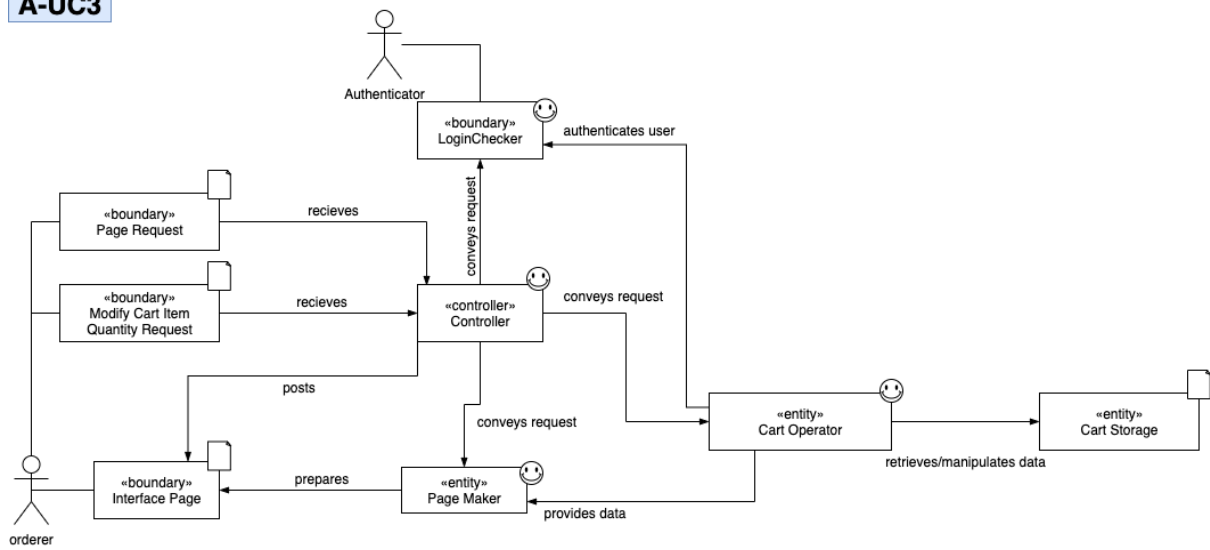 A-UC3
Authenticator
«boundary»
LoginChecker
authenticates user
conveys request
«boundary»
Page Request
recieves
«boundary»
Modify Cart Item
Quantity Request
recieves
«controller»
Controller
conveys request
posts
conveys request
«entity»
Cart Operator
«entity»
Cart Storage
retrieves/manipulates data
«boundary»
Interface Page
prepares
«entity»
Page Maker
provides data
orderer